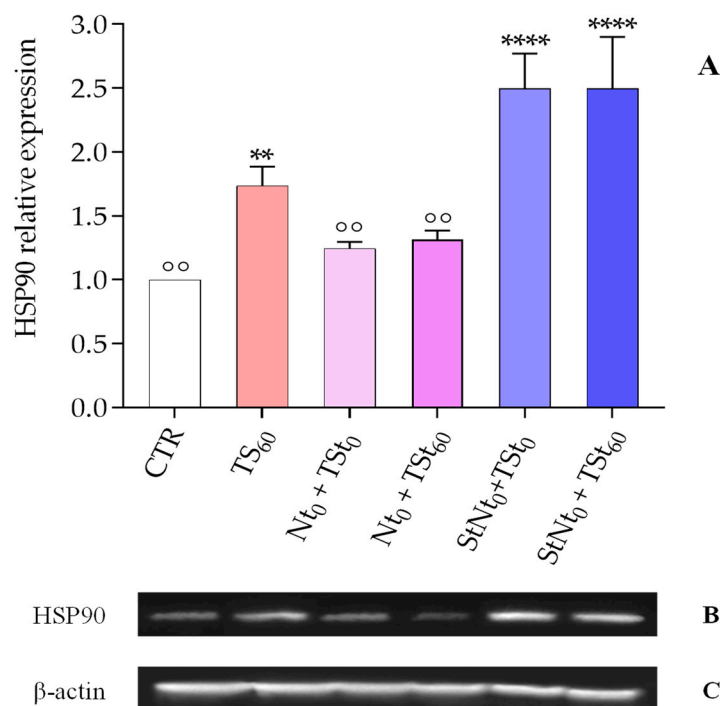 HSP90 relative expression
3.0
2.5
2.0
1.5
1.0
0.5
0.0
°°
**
°°
°°
****
****
A
CTR
TS₆₀
Nt₀ + TSt₀
Nt₀ + TSt₆₀
StNt₀+TSt₀
StNt₀ + TSt₆₀
HSP90
B
β-actin
C